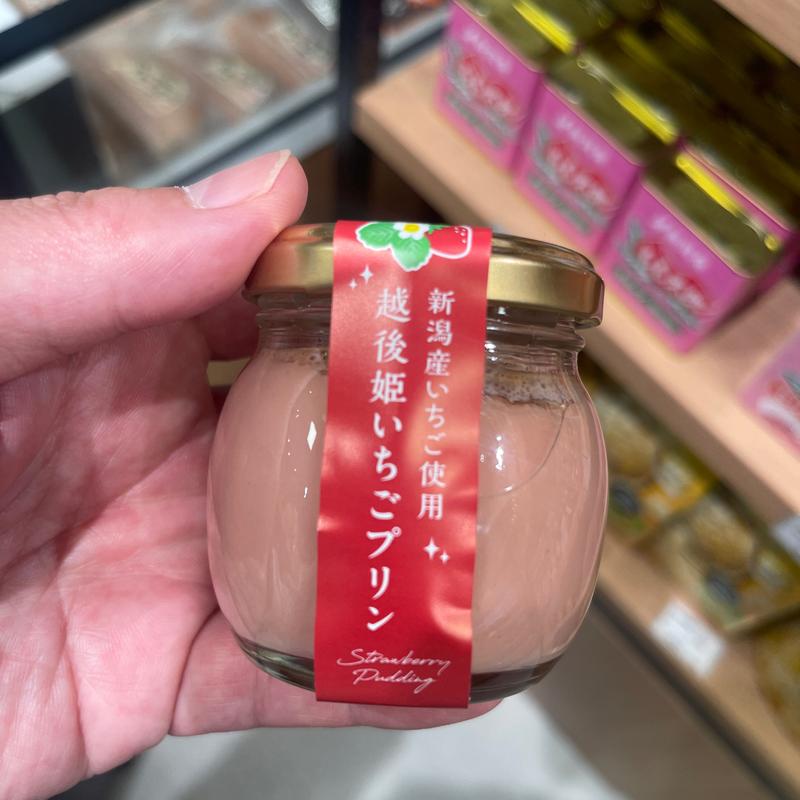 新潟産いちご使用
越後姫いちごプリン
Strawberry
Pudding